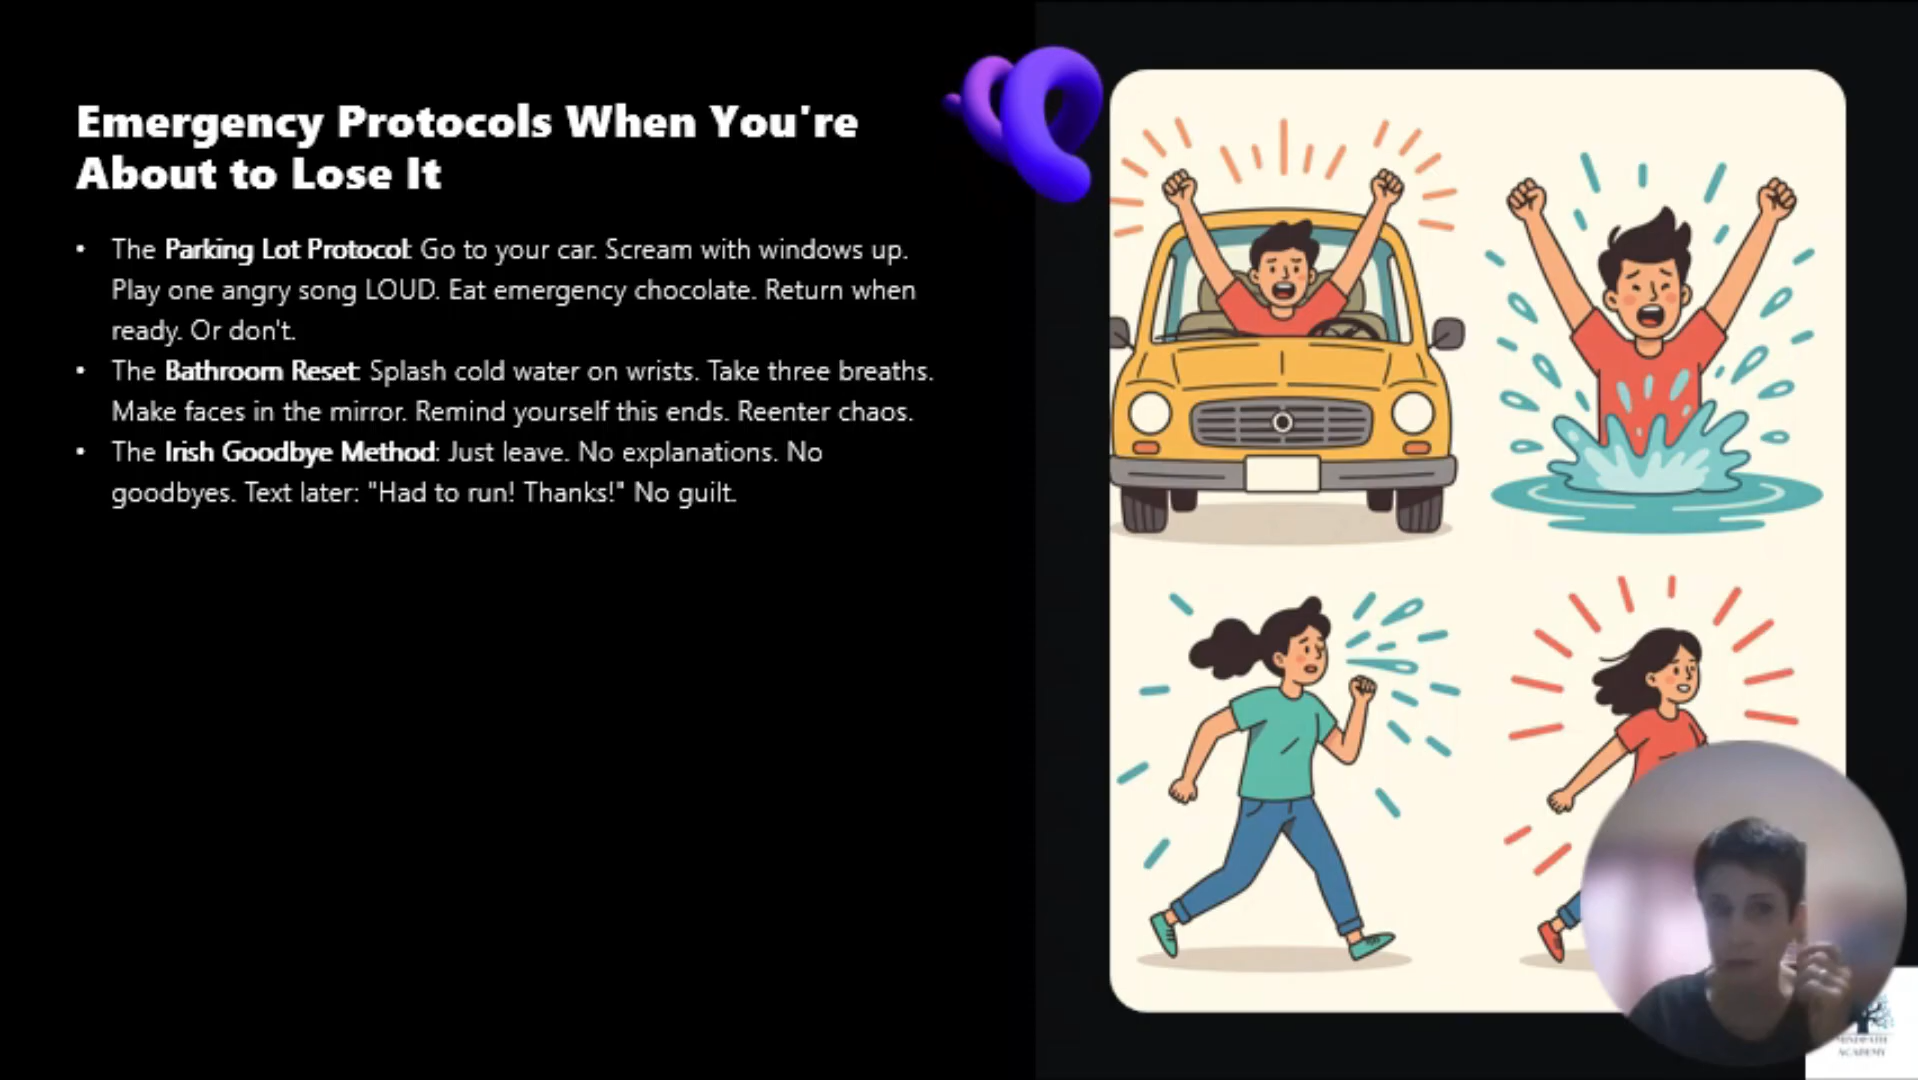 Emergency Protocols When You're
About to Lose It
• The Parking Lot Protocol: Go to your car. Scream with windows up.
Play one angry song LOUD. Eat emergency chocolate. Return when
ready. Or don't.
• The Bathroom Reset: Splash cold water on wrists. Take three breaths.
Make faces in the mirror. Remind yourself this ends. Reenter chaos.
• The Irish Goodbye Method: Just leave. No explanations. No
goodbyes. Text later: "Had to run! Thanks!" No guilt.
ACADEMY